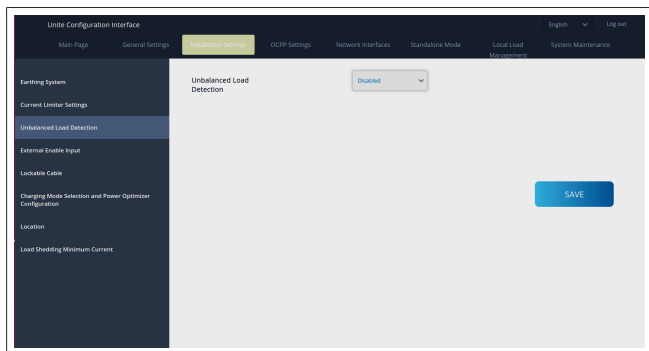 Unite Configuration Interface
English
Log out
Main Page
General Settings
Installation Settings
OCPP Settings
Network Interfaces
Standalone Mode
Local Load
Management
System Maintenance
Earthing System
Current Limiter Settings
Unbalanced Load Detection
External Enable Input
Lockable Cable
Charging Mode Selection and Power Optimizer
Configuration
Location
Load Shedding Minimum Current
Unbalanced Load
Detection
Disabled
SAVE